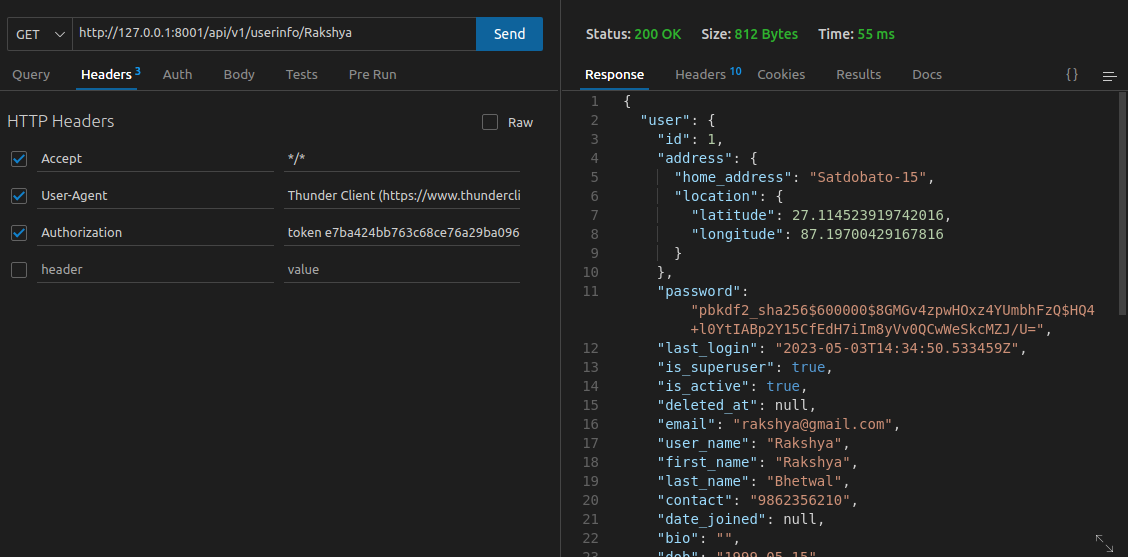 GET http://127.0.0.1:8001/api/v1/userinfo/Rakshya Send
Query Headers 3 Auth Body Tests Pre Run
HTTP Headers Raw
Accept */*
User-Agent Thunder Client (https://www.thundercli
Authorization token e7ba424bb763c68ce76a29ba096
header value
Status: 200 OK Size: 812 Bytes Time: 55 ms
Response Headers 10 Cookies Results Docs {}
1 {
2 "user": {
3 "id": 1,
4 "address": {
5 "home_address": "Satdobato-15",
6 "location": {
7 "latitude": 27.114523919742016,
8 "longitude": 87.19700429167816
9 }
10 },
11 "password":
"pbkdf2_sha256$600000$8GMGv4zpwHOxz4YUmbhFzQ$HQ4
+l0YtIABp2Y15CfEdH7iIm8yVv0QCwWeSkcMZJ/U=",
12 "last_login": "2023-05-03T14:34:50.533459Z",
13 "is_superuser": true,
14 "is_active": true,
15 "deleted_at": null,
16 "email": "rakshya@gmail.com",
17 "user_name": "Rakshya",
18 "first_name": "Rakshya",
19 "last_name": "Bhetwal",
20 "contact": "9862356210",
21 "date_joined": null,
22 "bio": "",
23 "dob": "1999-05-15"